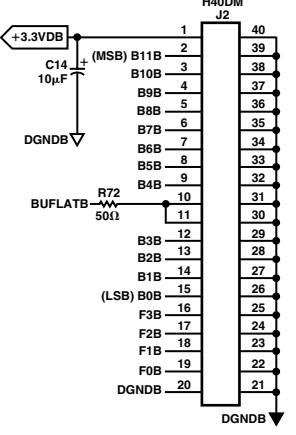 H40DM
J2
+3.3VDB
1 40
C14
10µF
DGNDB
(MSB) B11B 2 39
B10B 3 38
B9B 4 37
B8B 5 36
B7B 6 35
B6B 7 34
B5B 8 33
B4B 9 32
BUFLATB R72 50Ω 10 31
11 30
B3B 12 29
B2B 13 28
B1B 14 27
(LSB) B0B 15 26
F3B 16 25
F2B 17 24
F1B 18 23
F0B 19 22
DGNDB 20 21
DGNDB